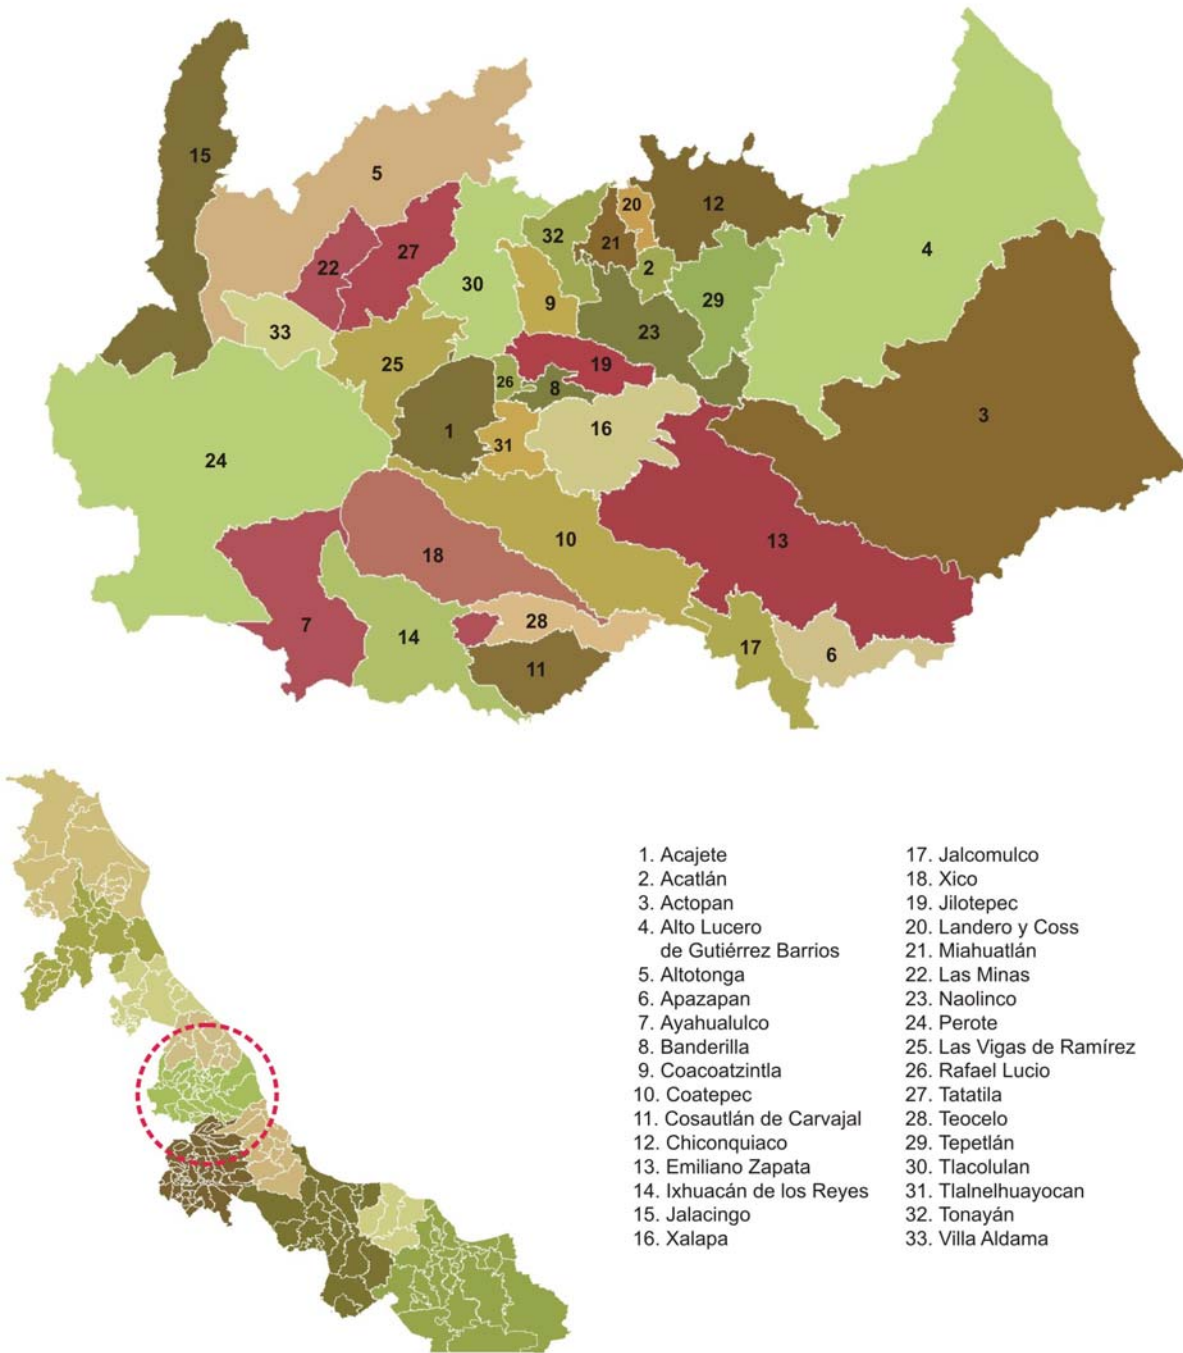 15
5
20
12
32
21
4
27
22
2
30
29
9
33
23
25
19
26
8
3
1
31
16
24
10
13
18
28
7
14
17
6
11
1. Acajete
2. Acatlán
3. Actopan
4. Alto Lucero
de Gutiérrez Barrios
5. Altotonga
6. Apazapan
7. Ayahualulco
8. Banderilla
9. Coacoatzintla
10. Coatepec
11. Cosautlán de Carvajal
12. Chiconquiaco
13. Emiliano Zapata
14. Ixhuacán de los Reyes
15. Jalacingo
16. Xalapa
17. Jalcomulco
18. Xico
19. Jilotepec
20. Landero y Coss
21. Miahuatlán
22. Las Minas
23. Naolinco
24. Perote
25. Las Vigas de Ramírez
26. Rafael Lucio
27. Tatatila
28. Teocelo
29. Tepetlán
30. Tlacolulan
31. Tlalnelhuayocan
32. Tonayán
33. Villa Aldama